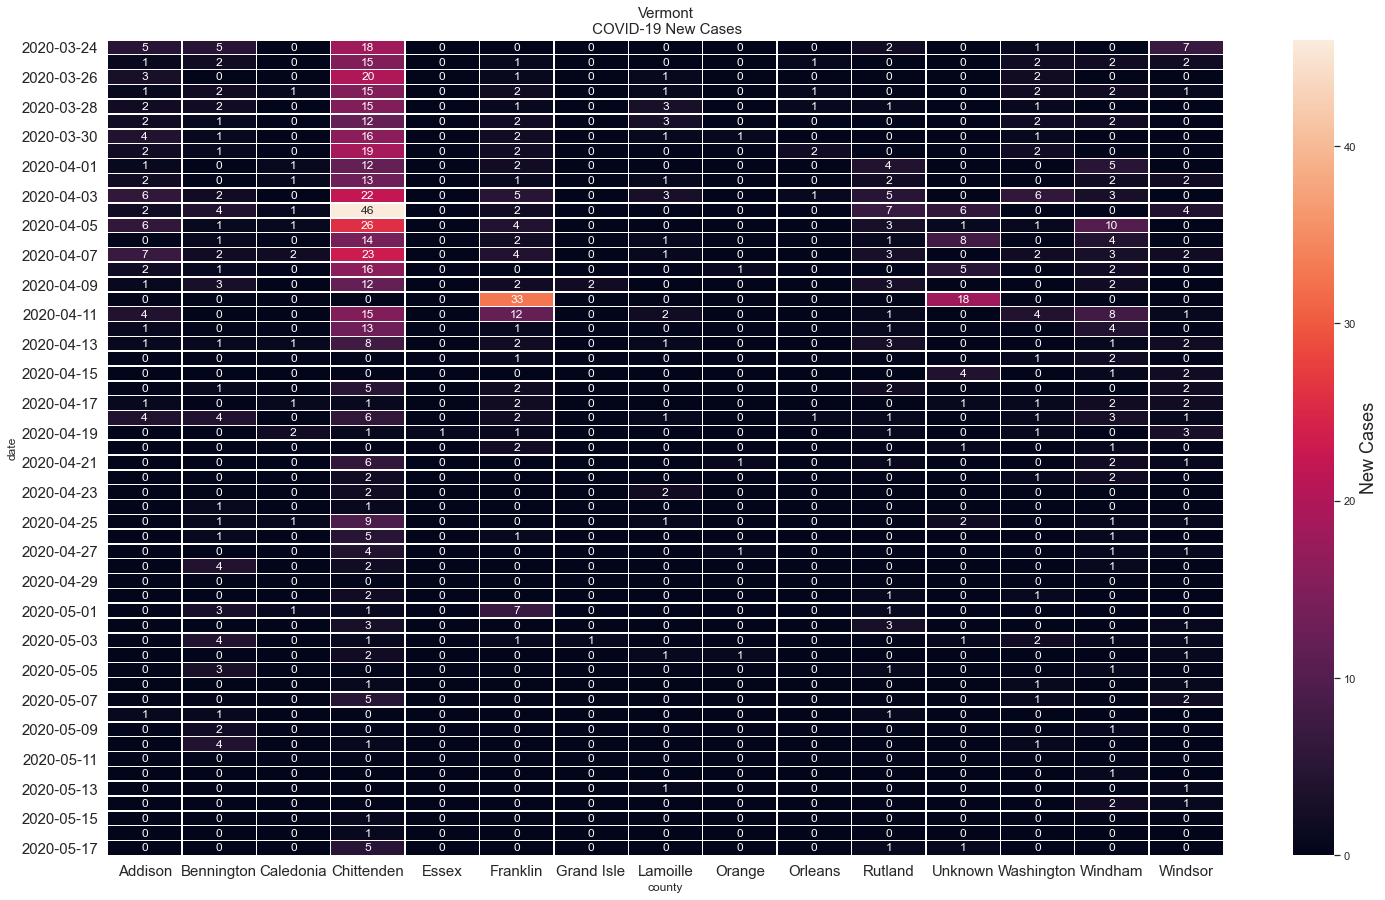 Vermont
COVID-19 New Cases
2020-03-24 5 5 0 18 0 0 0 0 0 0 2 0 1 0 7
1 2 0 15 0 1 0 0 0 1 0 0 2 2 2
2020-03-26 3 0 0 20 0 1 0 1 0 0 0 0 2 0 0
1 2 1 15 0 2 0 1 0 1 0 0 2 2 1
2020-03-28 2 2 0 15 0 1 0 3 0 1 1 0 1 0 0
2 1 0 12 0 2 0 3 0 0 0 0 2 2 0
2020-03-30 4 1 0 16 0 2 0 1 1 0 0 0 1 0 0
2 1 0 19 0 2 0 0 0 2 0 0 2 0 0
2020-04-01 1 0 1 12 0 2 0 0 0 0 4 0 0 5 0
2 0 1 13 0 1 0 1 0 0 2 0 0 2 2
2020-04-03 6 2 0 22 0 5 0 3 0 1 5 0 6 3 0
2 4 1 46 0 2 0 0 0 0 7 6 0 0 4
2020-04-05 6 1 1 26 0 4 0 0 0 0 3 1 1 10 0
0 1 0 14 0 2 0 1 0 0 1 8 0 4 0
2020-04-07 7 2 2 23 0 4 0 1 0 0 3 0 2 3 2
2 1 0 16 0 0 0 0 1 0 0 5 0 2 0
2020-04-09 1 3 0 12 0 2 2 0 0 0 3 0 0 2 0
0 0 0 0 0 33 0 0 0 0 0 18 0 0 0
2020-04-11 4 0 0 15 0 12 0 2 0 0 1 0 4 8 1
1 0 0 13 0 1 0 0 0 0 1 0 0 4 0
2020-04-13 1 1 1 8 0 2 0 1 0 0 3 0 0 1 2
0 0 0 0 0 1 0 0 0 0 0 0 1 2 0
2020-04-15 0 0 0 0 0 0 0 0 0 0 0 4 0 1 2
0 1 0 5 0 2 0 0 0 0 2 0 0 0 2
2020-04-17 1 0 1 1 0 2 0 0 0 0 0 1 1 2 2
4 4 0 6 0 2 0 1 0 1 1 0 1 3 1
2020-04-19 0 0 2 1 1 1 0 0 0 0 1 0 1 0 3
0 0 0 0 0 2 0 0 0 0 0 1 0 1 0
2020-04-21 0 0 0 6 0 0 0 0 1 0 1 0 0 2 1
0 0 0 2 0 0 0 0 0 0 0 0 1 2 0
2020-04-23 0 0 0 2 0 0 0 2 0 0 0 0 0 0 0
0 1 0 1 0 0 0 0 0 0 0 0 0 0 0
2020-04-25 0 1 1 9 0 0 0 1 0 0 0 2 0 1 1
0 1 0 5 0 1 0 0 0 0 0 0 0 1 0
2020-04-27 0 0 0 4 0 0 0 0 1 0 0 0 0 1 1
0 4 0 2 0 0 0 0 0 0 0 0 0 1 0
2020-04-29 0 0 0 0 0 0 0 0 0 0 0 0 0 0 0
0 0 0 2 0 0 0 0 0 0 1 0 1 0 0
2020-05-01 0 3 1 1 0 7 0 0 0 0 1 0 0 0 0
0 0 0 3 0 0 0 0 0 0 3 0 0 0 1
2020-05-03 0 4 0 1 0 1 1 0 0 0 0 1 2 1 1
0 0 0 2 0 0 0 1 1 0 0 0 0 0 1
2020-05-05 0 3 0 0 0 0 0 0 0 0 1 0 0 1 0
0 0 0 1 0 0 0 0 0 0 0 0 1 0 1
2020-05-07 0 0 0 5 0 0 0 0 0 0 0 0 1 0 2
1 1 0 0 0 0 0 0 0 0 1 0 0 0 0
2020-05-09 0 2 0 0 0 0 0 0 0 0 0 0 0 1 0
0 4 0 1 0 0 0 0 0 0 0 0 1 0 0
2020-05-11 0 0 0 0 0 0 0 0 0 0 0 0 0 0 0
0 0 0 0 0 0 0 0 0 0 0 0 0 1 0
2020-05-13 0 0 0 0 0 0 0 1 0 0 0 0 0 0 1
0 0 0 0 0 0 0 0 0 0 0 0 0 2 1
2020-05-15 0 0 0 1 0 0 0 0 0 0 0 0 0 0 0
0 0 0 1 0 0 0 0 0 0 0 0 0 0 0
2020-05-17 0 0 0 5 0 0 0 0 0 0 1 1 0 0 0
Addison Bennington Caledonia Chittenden Essex Franklin Grand Isle Lamoille Orange Orleans Rutland Unknown Washington Windham Windsor
county
date
40
30
20
10
0
New Cases